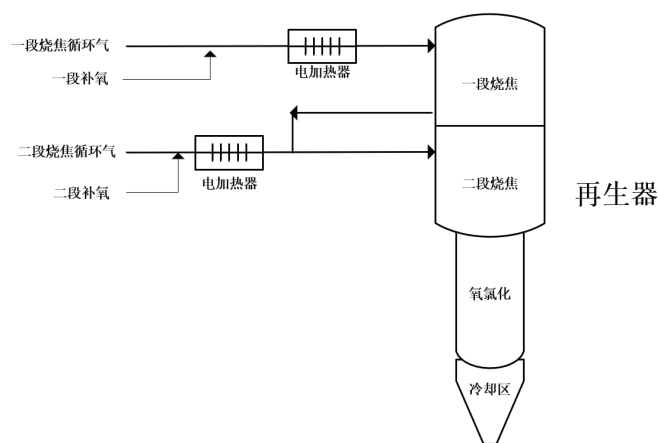 一段烧焦循环气
一段补氧
电加热器
一段烧焦
二段烧焦循环气
二段补氧
电加热器
二段烧焦
再生器
氧氯化
冷却区